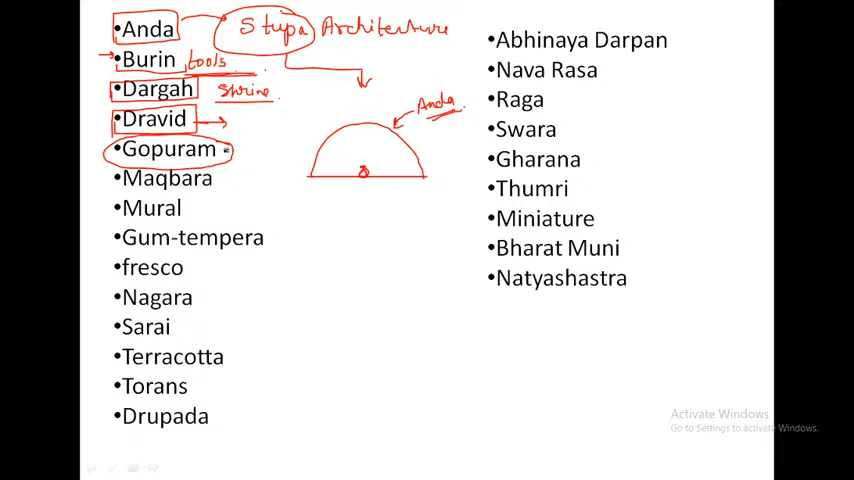 •Anda
Stupa Architecture
•Burin tools
•Dargah Shrine
•Dravid
•Gopuram
•Maqbara
•Mural
•Gum-tempera
•fresco
•Nagara
•Sarai
•Terracotta
•Torans
•Drupada
Anda
•Abhinaya Darpan
•Nava Rasa
•Raga
•Swara
•Gharana
•Thumri
•Miniature
•Bharat Muni
•Natyashastra
Activate Windows
Go to Settings to activate Windows.